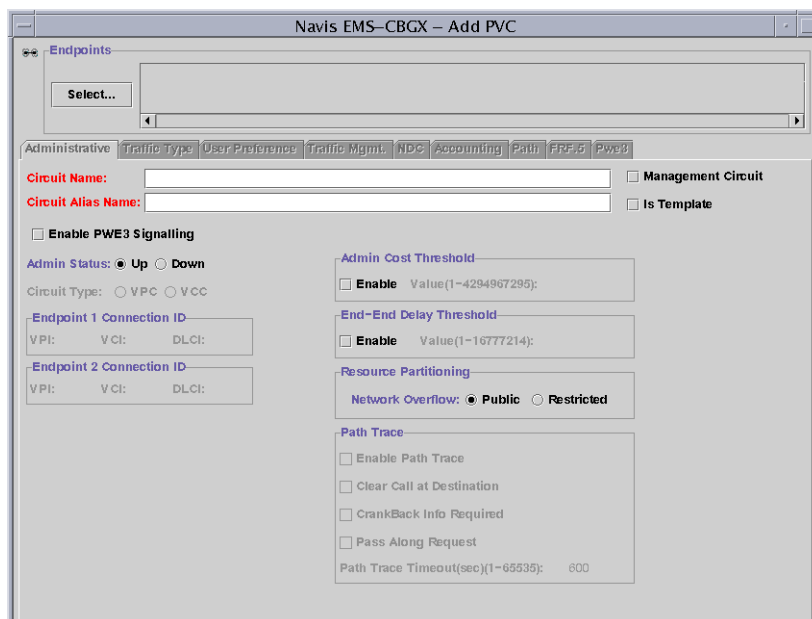 Navis EMS–CBGX – Add PVC
Endpoints
Select...
Administrative Traffic Type User Preference Traffic Mgmt. NDC Accounting Path FRF.5 Pwe3
Circuit Name:
Management Circuit
Circuit Alias Name:
Is Template
Enable PWE3 Signalling
Admin Status: Up Down
Circuit Type: VPC VCC
Endpoint 1 Connection ID
VPI: VCI: DLCI:
Endpoint 2 Connection ID
VPI: VCI: DLCI:
Admin Cost Threshold
Enable Value(1-4294967295):
End-End Delay Threshold
Enable Value(1-16777214):
Resource Partitioning
Network Overflow: Public Restricted
Path Trace
Enable Path Trace
Clear Call at Destination
CrankBack Info Required
Pass Along Request
Path Trace Timeout(sec)(1-65535): 600